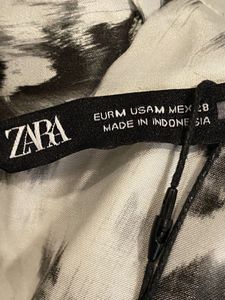 ZARA
EUR M USA M MEX 28
MADE IN INDONESIA